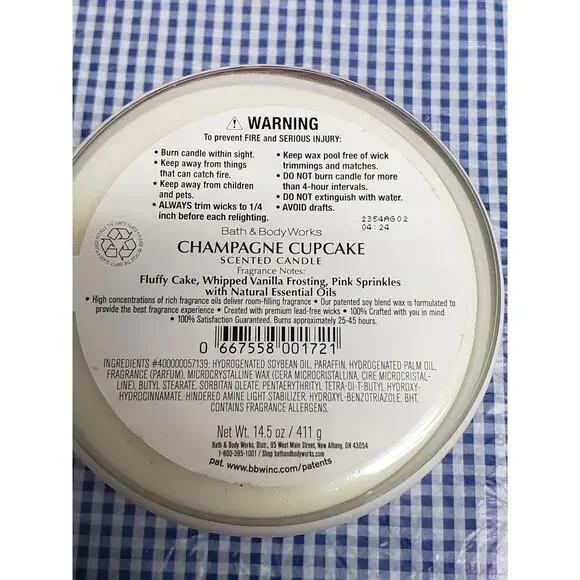 ⚠ WARNING
To prevent FIRE and SERIOUS INJURY:
• Burn candle within sight.
• Keep away from things
that can catch fire.
• Keep away from children
and pets.
• ALWAYS trim wicks to 1/4
inch before each relighting.
• Keep wax pool free of wick
trimmings and matches.
• DO NOT burn candle for more
than 4-hour intervals.
• DO NOT extinguish with water.
• AVOID drafts.
2354AG02
04:24
Bath & Body Works
CHAMPAGNE CUPCAKE
SCENTED CANDLE
Fragrance Notes:
Fluffy Cake, Whipped Vanilla Frosting, Pink Sprinkles
with Natural Essential Oils
• High concentrations of rich fragrance oils deliver room-filling fragrance • Our patented soy blend wax is formulated to
provide the best fragrance experience • Created with premium lead-free wicks • 100% Crafted with you in mind
• 100% Satisfaction Guaranteed. Burns approximately 25-45 hours.
0 667558 001721
INGREDIENTS #400000057139: HYDROGENATED SOYBEAN OIL, PARAFFIN, HYDROGENATED PALM OIL,
FRAGRANCE (PARFUM), MICROCRYSTALLINE WAX (CERA MICROCRISTALLINA, CIRE MICROCRISTAL-
LINE), BUTYL STEARATE, SORBITAN OLEATE, PENTAERYTHRITYL TETRA-DI-T-BUTYL HYDROXY-
HYDROCINNAMATE, HINDERED AMINE LIGHT STABILIZER, HYDROXYL-BENZOTRIAZOLE, BHT.
CONTAINS FRAGRANCE ALLERGENS.
Net Wt. 14.5 oz / 411 g
Bath & Body Works, Distr., 95 West Main Street, New Albany, OH 43054
1-800-395-1001 / Shop bathandbodyworks.com
pat.www.bbwinc.com/patents